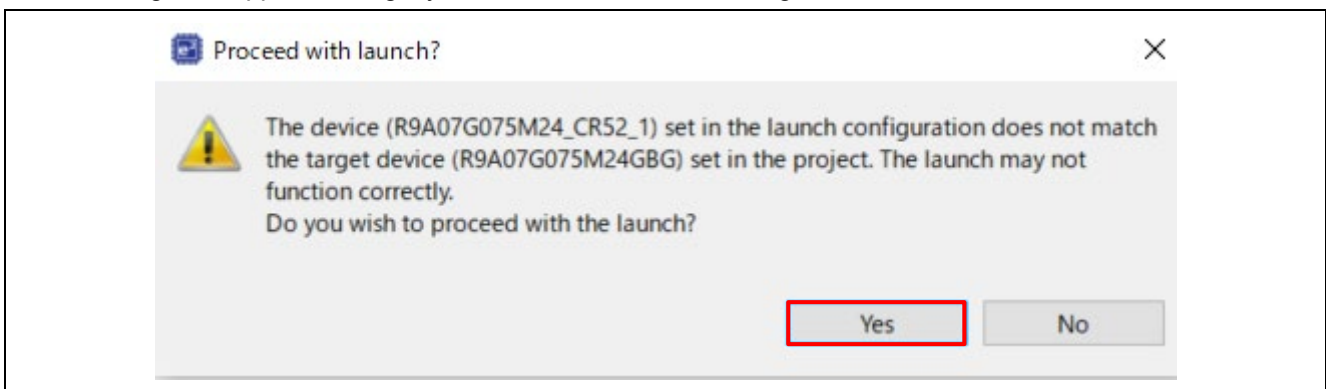 Proceed with launch?
The device (R9A07G075M24_CR52_1) set in the launch configuration does not match
the target device (R9A07G075M24GBG) set in the project. The launch may not
function correctly.
Do you wish to proceed with the launch?
Yes No